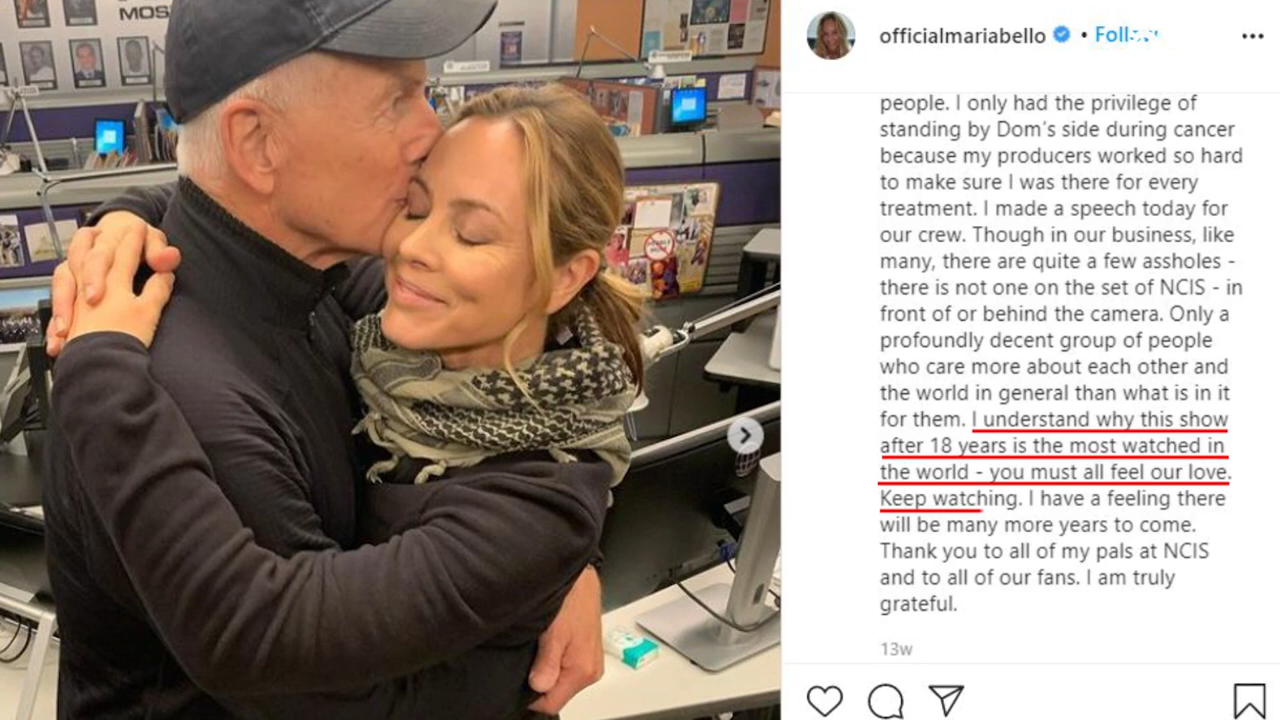 MOS
officialmariabello • Follow
people. I only had the privilege of
standing by Dom's side during cancer
because my producers worked so hard
to make sure I was there for every
treatment. I made a speech today for
our crew. Though in our business, like
many, there are quite a few assholes -
there is not one on the set of NCIS - in
front of or behind the camera. Only a
profoundly decent group of people
who care more about each other and
the world in general than what is in it
for them. I understand why this show
after 18 years is the most watched in
the world - you must all feel our love.
Keep watching. I have a feeling there
will be many more years to come.
Thank you to all of my pals at NCIS
and to all of our fans. I am truly
grateful.
13w